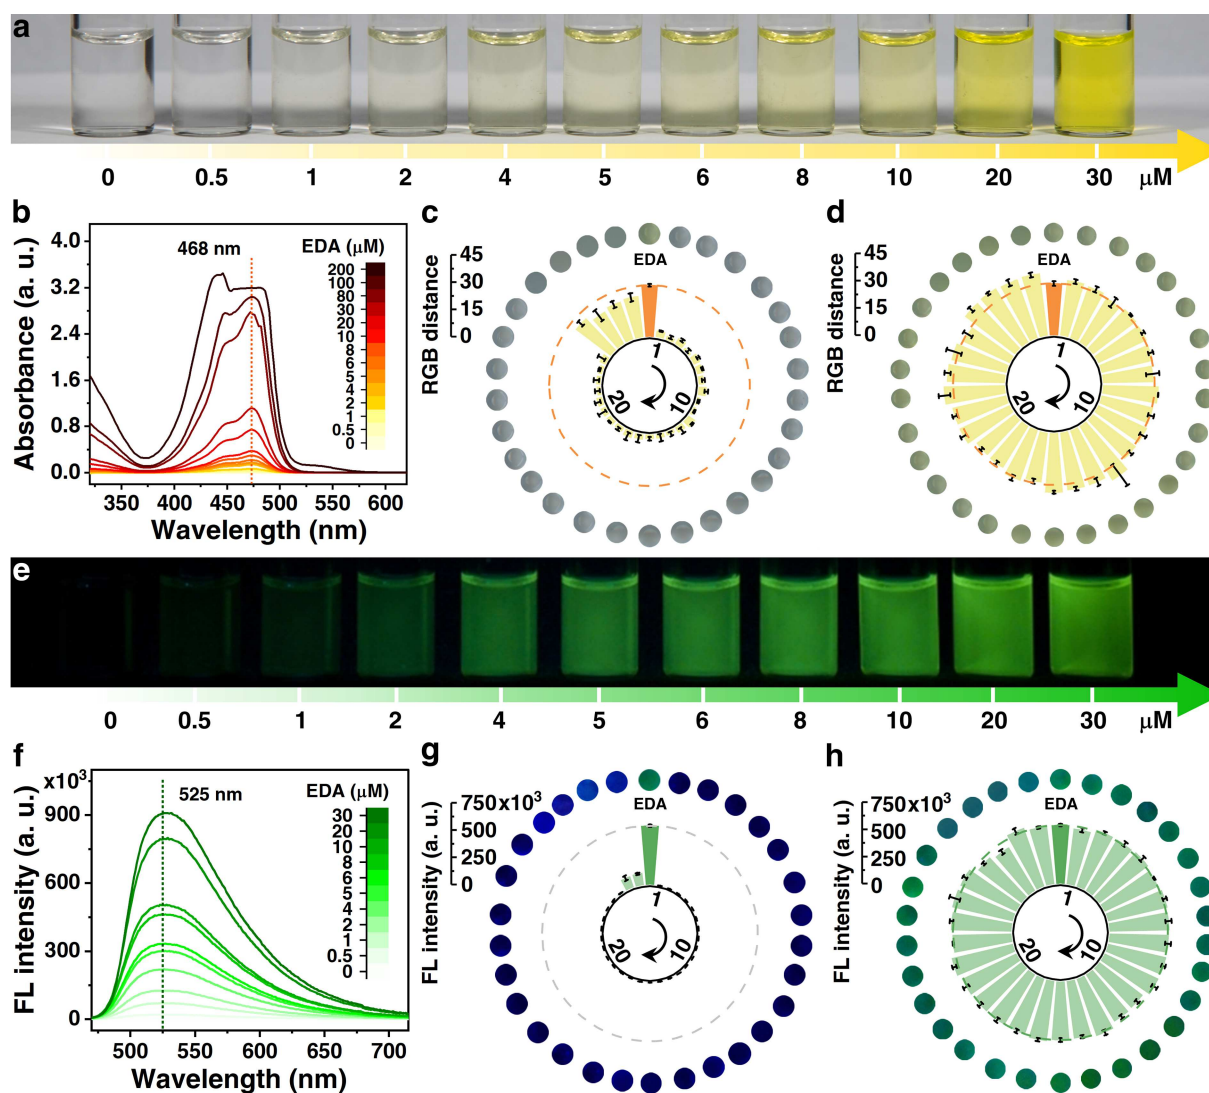 a
0 0.5 1 2 4 5 6 8 10 20 30 μM
b
468 nm
EDA (μM)
200
100
80
30
20
10
8
6
5
4
2
1
0.5
0
4.0
3.2
2.4
1.6
0.8
0.0
Absorbance (a. u.)
350 400 450 500 550 600
Wavelength (nm)
c
45
30
15
0
RGB distance
EDA
1
10
20
d
45
30
15
0
RGB distance
EDA
1
10
20
e
0 0.5 1 2 4 5 6 8 10 20 30 μM
f
x10³
525 nm
EDA (μM)
30
20
10
8
6
5
4
2
1
0.5
0
900
600
300
0
FL intensity (a. u.)
500 550 600 650 700
Wavelength (nm)
g
750x10³
500
250
0
FL intensity (a. u.)
EDA
1
10
20
h
750x10³
500
250
0
FL intensity (a. u.)
EDA
1
10
20